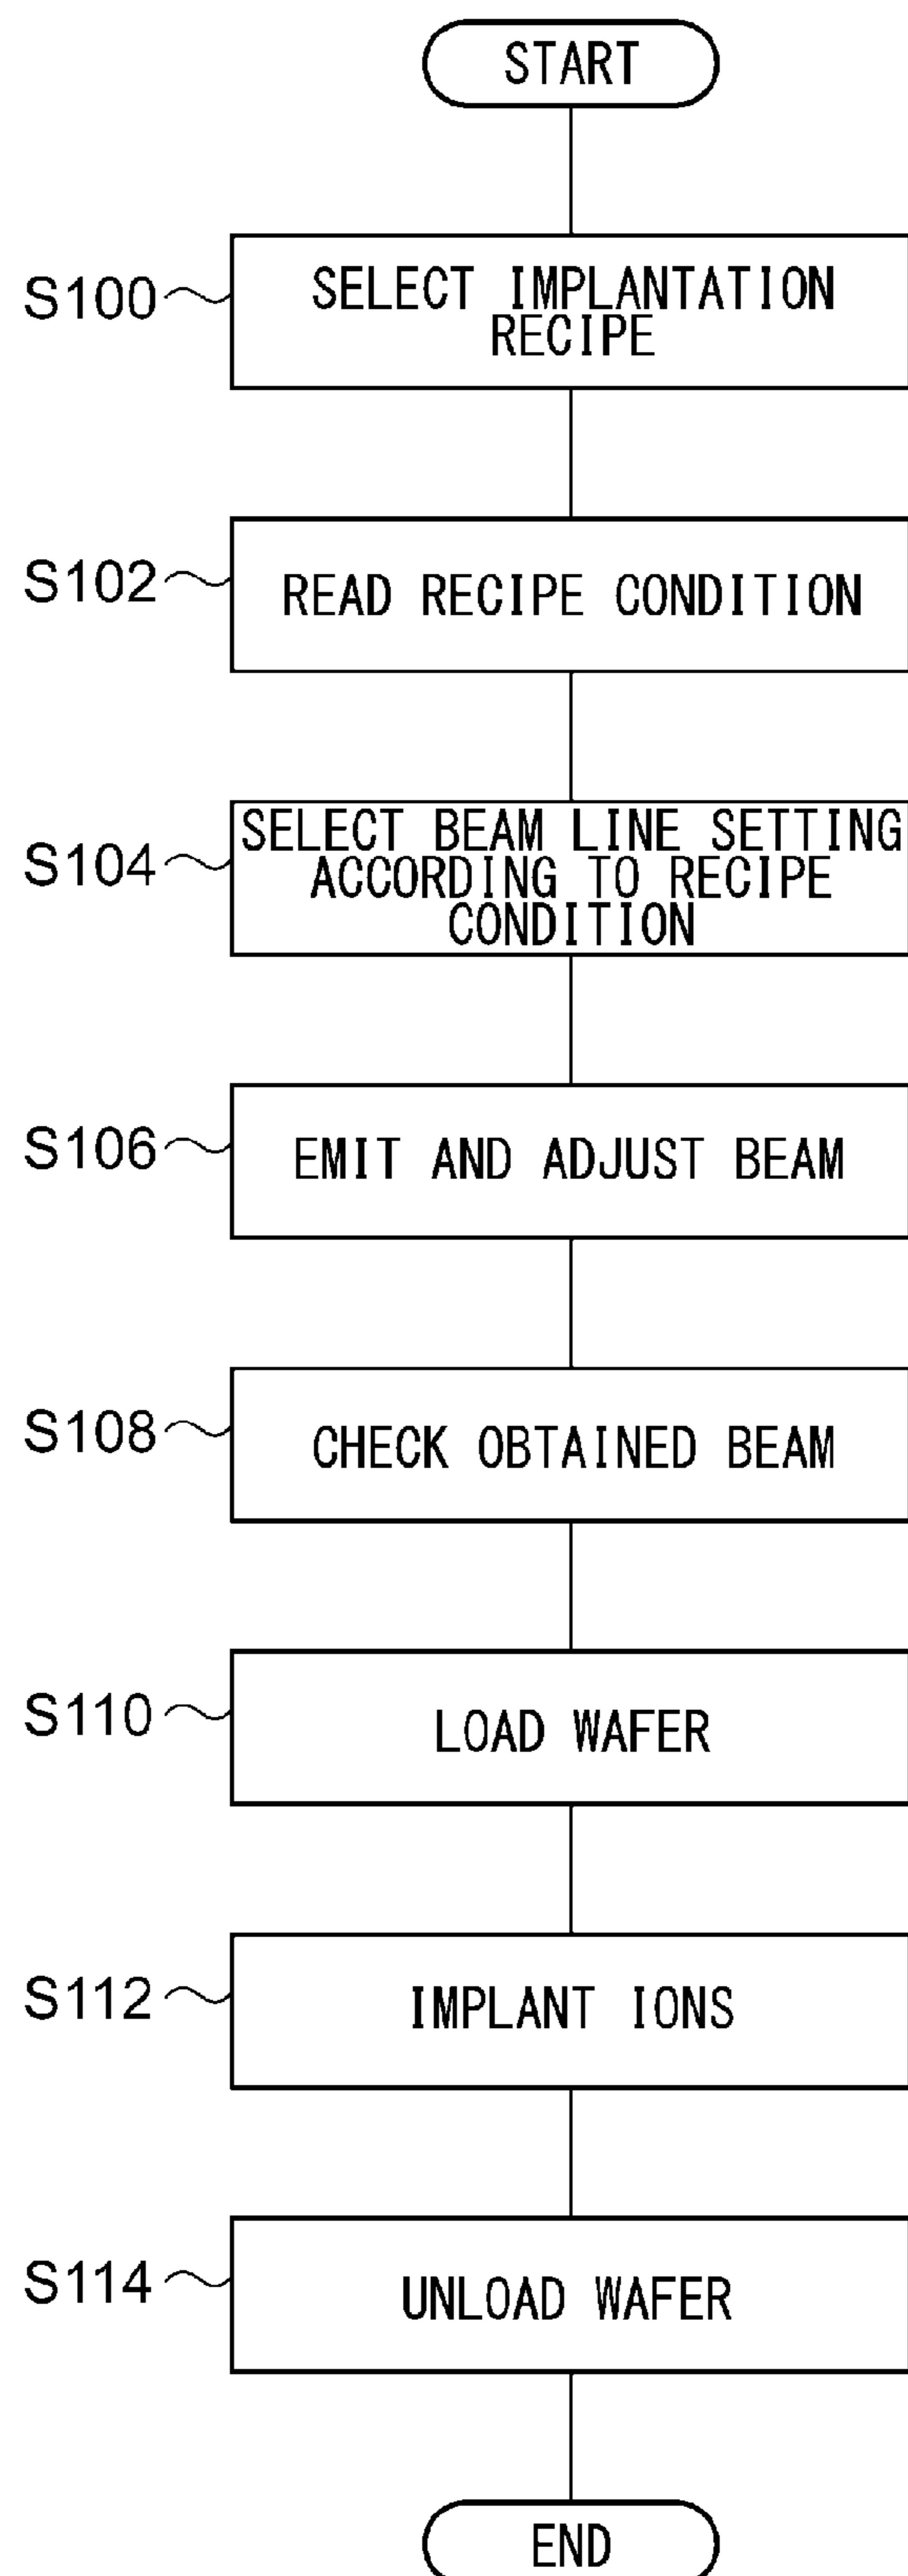 START
S100
SELECT IMPLANTATION
RECIPE
S102
READ RECIPE CONDITION
S104
SELECT BEAM LINE SETTING
ACCORDING TO RECIPE
CONDITION
S106
EMIT AND ADJUST BEAM
S108
CHECK OBTAINED BEAM
S110
LOAD WAFER
S112
IMPLANT IONS
S114
UNLOAD WAFER
END